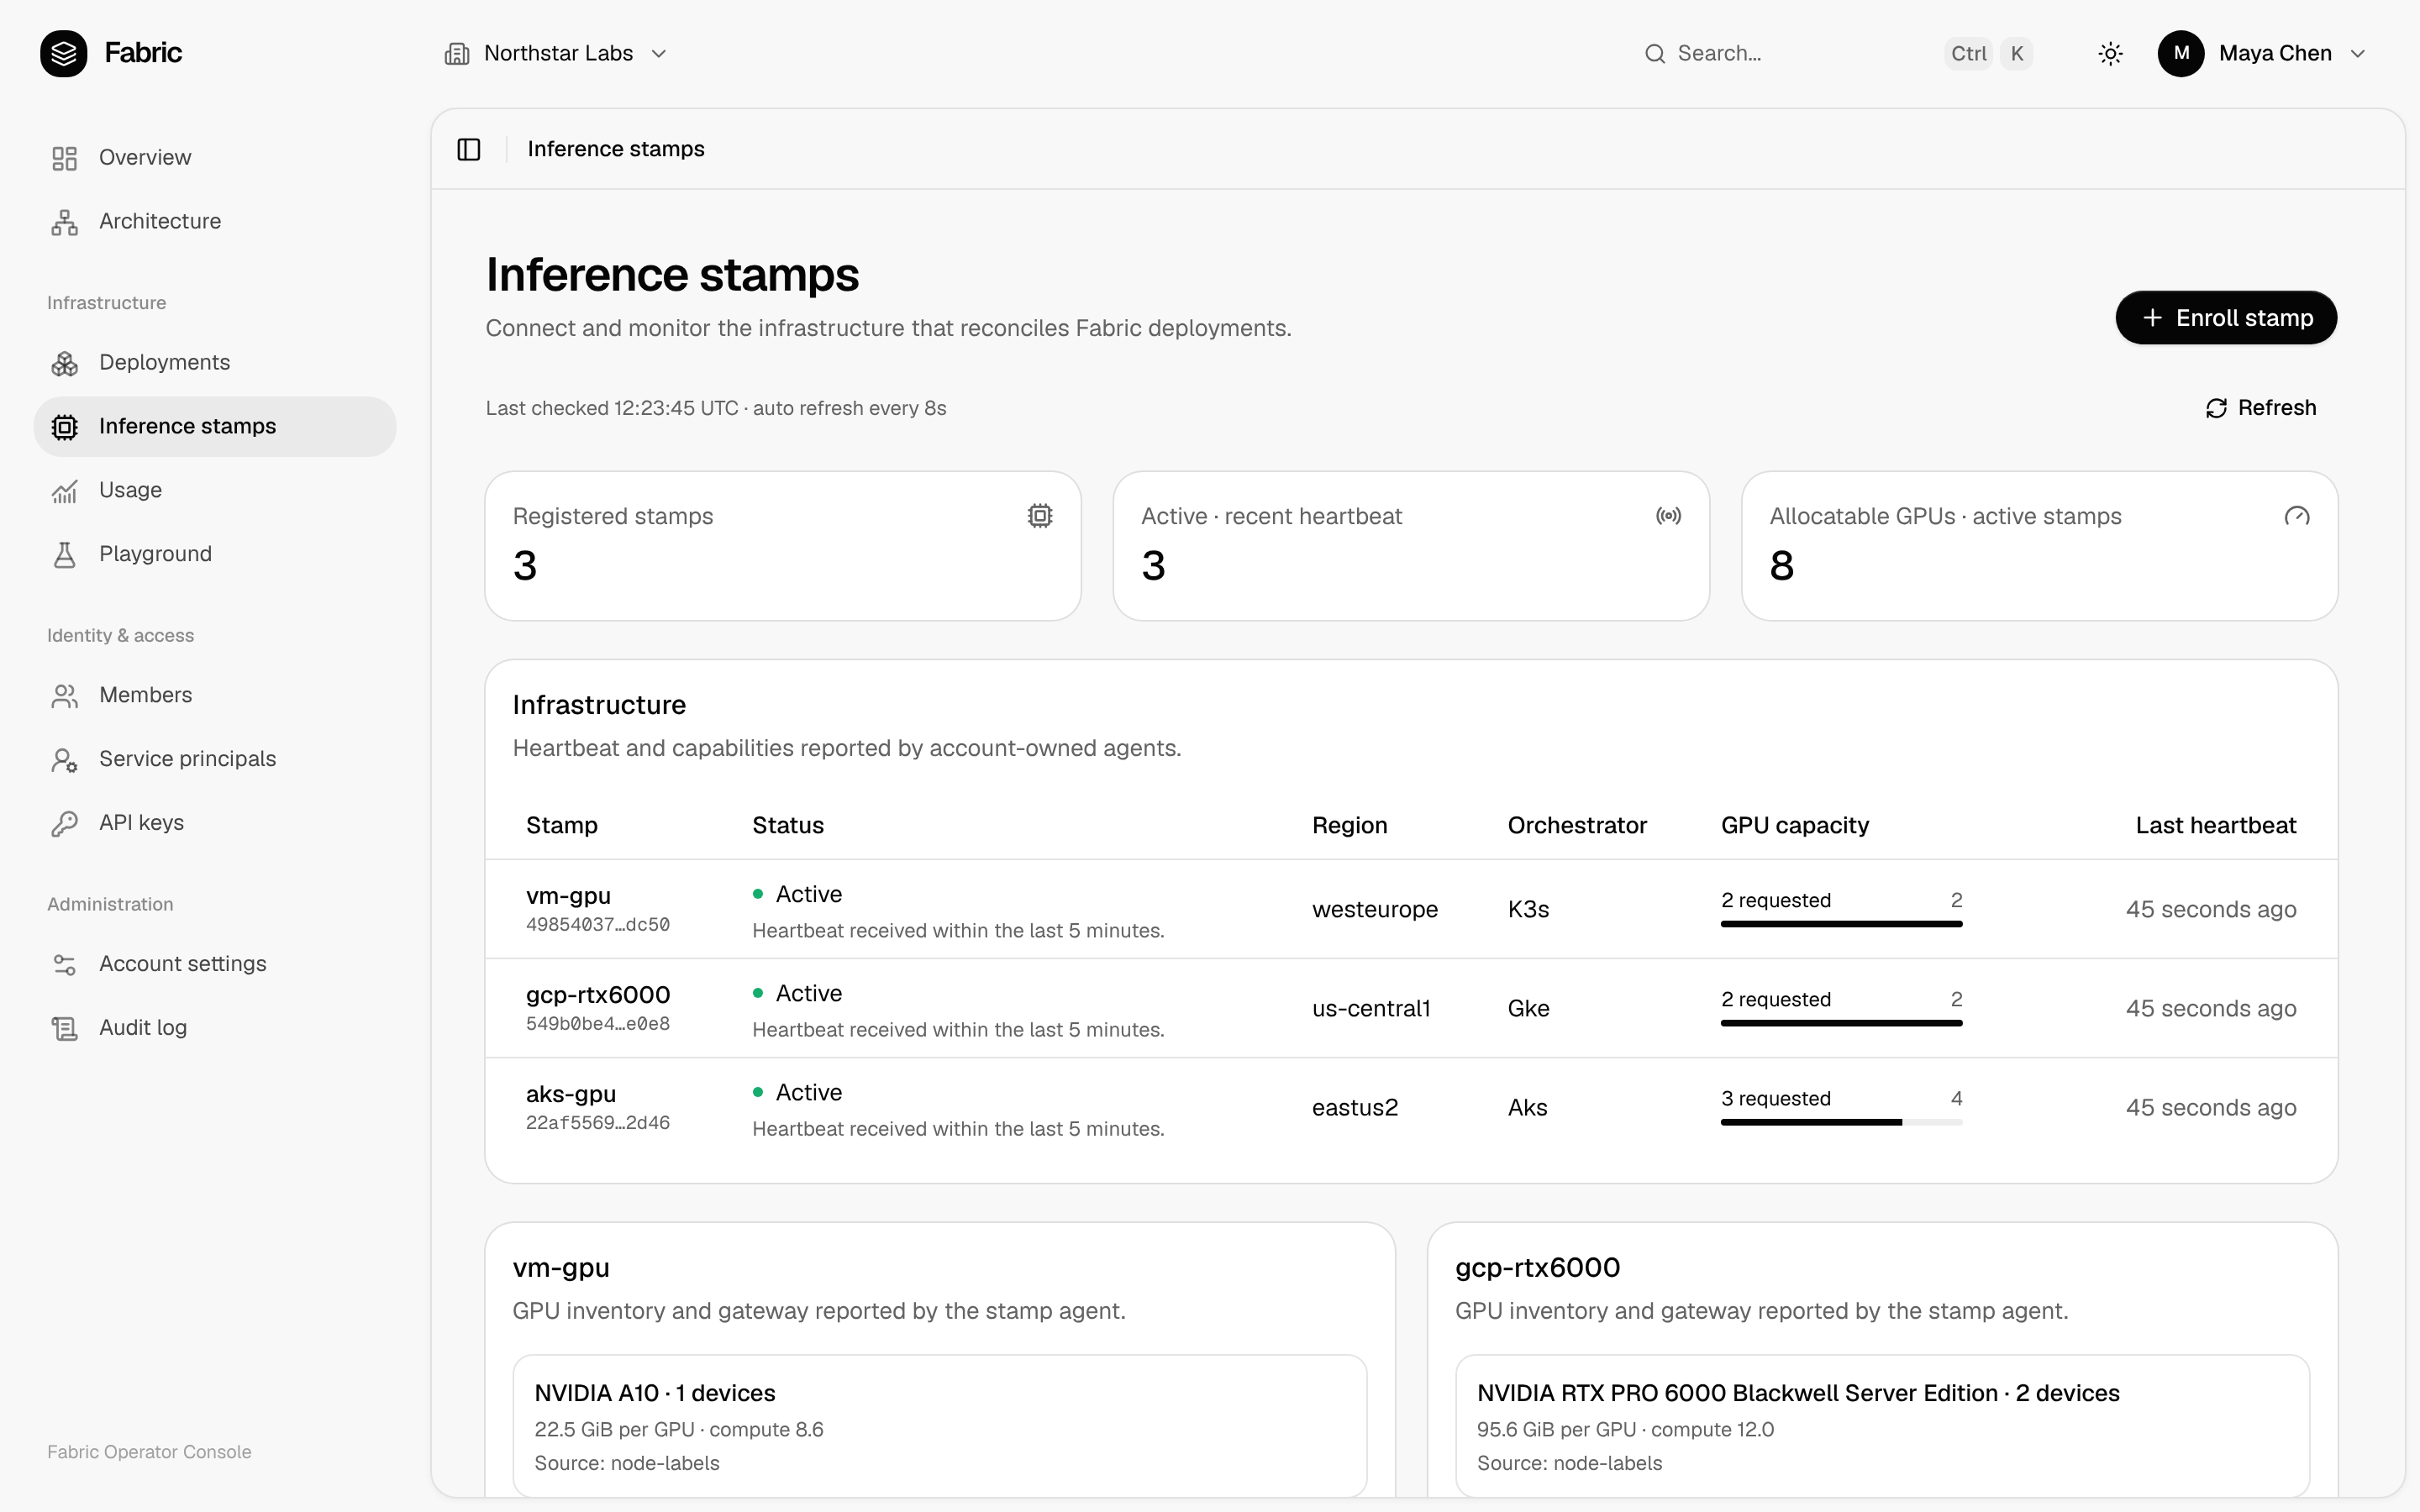 Fabric
Northstar Labs
Search...
Ctrl K
M
Maya Chen
Overview
Architecture
Infrastructure
Deployments
Inference stamps
Usage
Playground
Identity & access
Members
Service principals
API keys
Administration
Account settings
Audit log
Fabric Operator Console
Inference stamps
Inference stamps
Connect and monitor the infrastructure that reconciles Fabric deployments.
Enroll stamp
Last checked 12:23:45 UTC · auto refresh every 8s
Refresh
Registered stamps
3
Active · recent heartbeat
3
Allocatable GPUs · active stamps
8
Infrastructure
Heartbeat and capabilities reported by account-owned agents.
Stamp Status Region Orchestrator GPU capacity Last heartbeat
vm-gpu
49854037…dc50
Active
Heartbeat received within the last 5 minutes.
westeurope
K3s
2 requested 2
45 seconds ago
gcp-rtx6000
549b0be4…e0e8
Active
Heartbeat received within the last 5 minutes.
us-central1
Gke
2 requested 2
45 seconds ago
aks-gpu
22af5569…2d46
Active
Heartbeat received within the last 5 minutes.
eastus2
Aks
3 requested 4
45 seconds ago
vm-gpu
GPU inventory and gateway reported by the stamp agent.
NVIDIA A10 · 1 devices
22.5 GiB per GPU · compute 8.6
Source: node-labels
gcp-rtx6000
GPU inventory and gateway reported by the stamp agent.
NVIDIA RTX PRO 6000 Blackwell Server Edition · 2 devices
95.6 GiB per GPU · compute 12.0
Source: node-labels